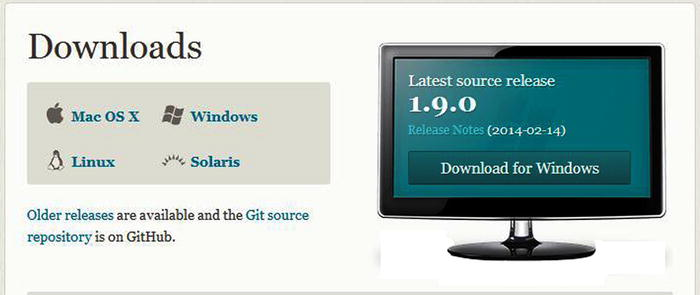 Downloads
Mac OS X
Windows
Linux
Solaris
Older releases are available and the Git source
repository is on GitHub.
Latest source release
1.9.0
Release Notes (2014-02-14)
Download for Windows